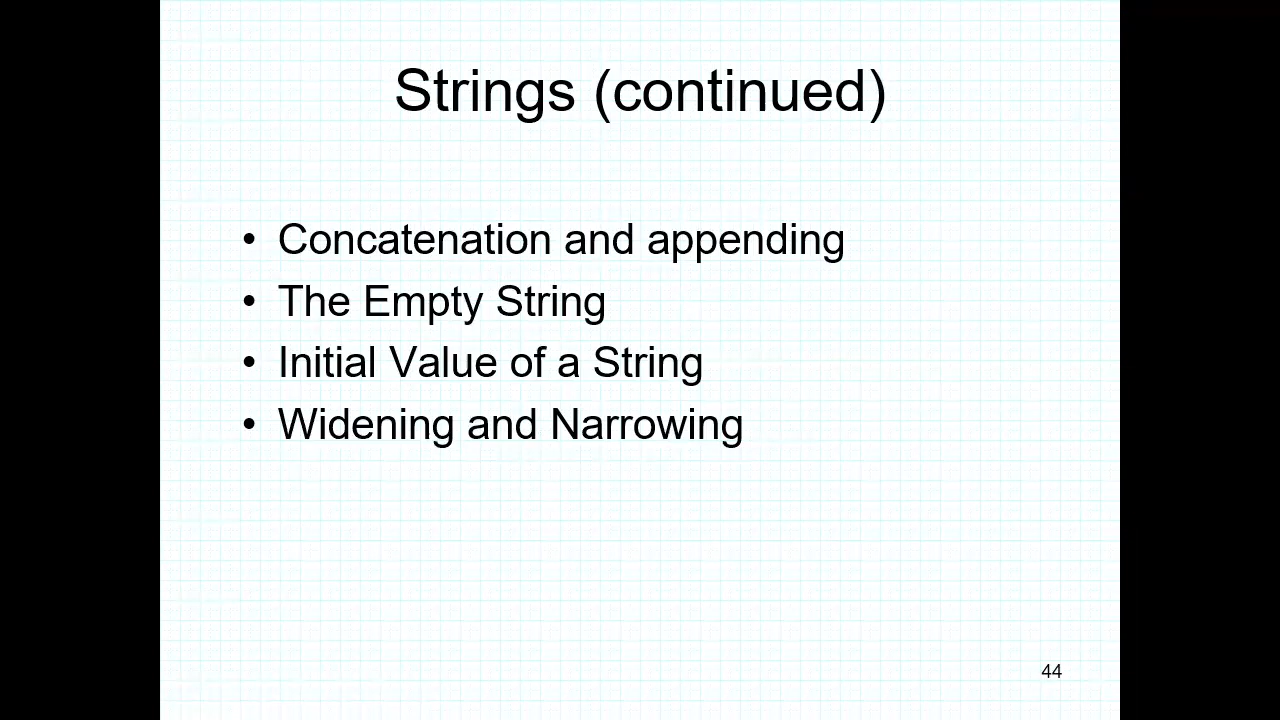 Strings (continued)
• Concatenation and appending
• The Empty String
• Initial Value of a String
• Widening and Narrowing
44